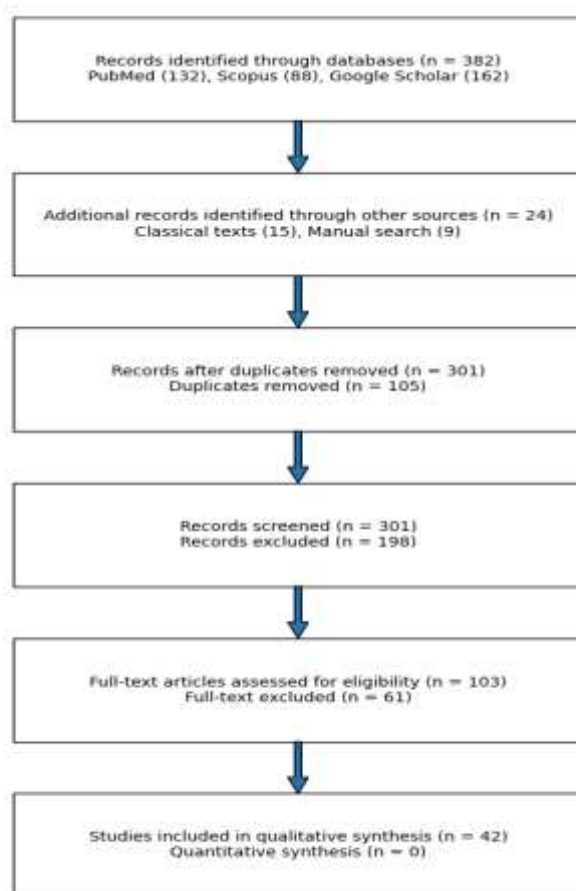 Records identified through databases (n = 382)
PubMed (132), Scopus (88), Google Scholar (162)
Additional records identified through other sources (n = 24)
Classical texts (15), Manual search (9)
Records after duplicates removed (n = 301)
Duplicates removed (n = 105)
Records screened (n = 301)
Records excluded (n = 198)
Full-text articles assessed for eligibility (n = 103)
Full-text excluded (n = 61)
Studies included in qualitative synthesis (n = 42)
Quantitative synthesis (n = 0)